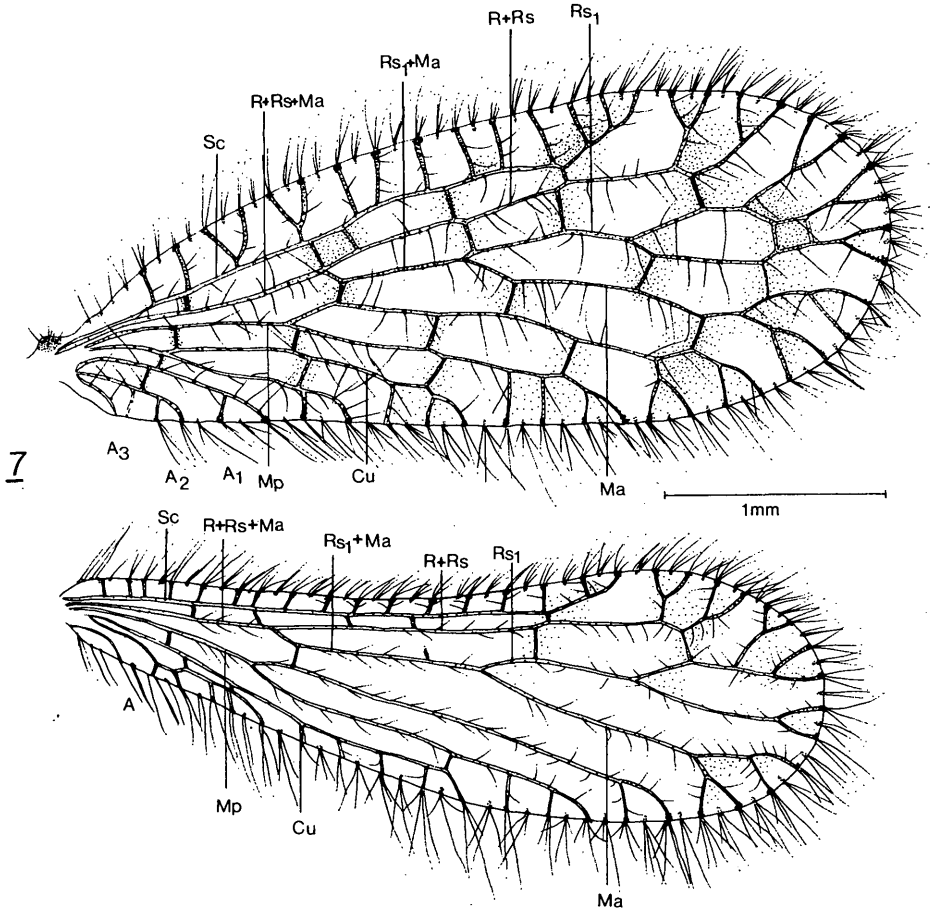 R+Rs Rs1
Rs1+Ma
R+Rs+Ma
Sc
7
A3 A2 A1 Mp Cu Ma
1mm
Sc R+Rs+Ma Rs1+Ma R+Rs Rs1
A
Mp
Cu
Ma